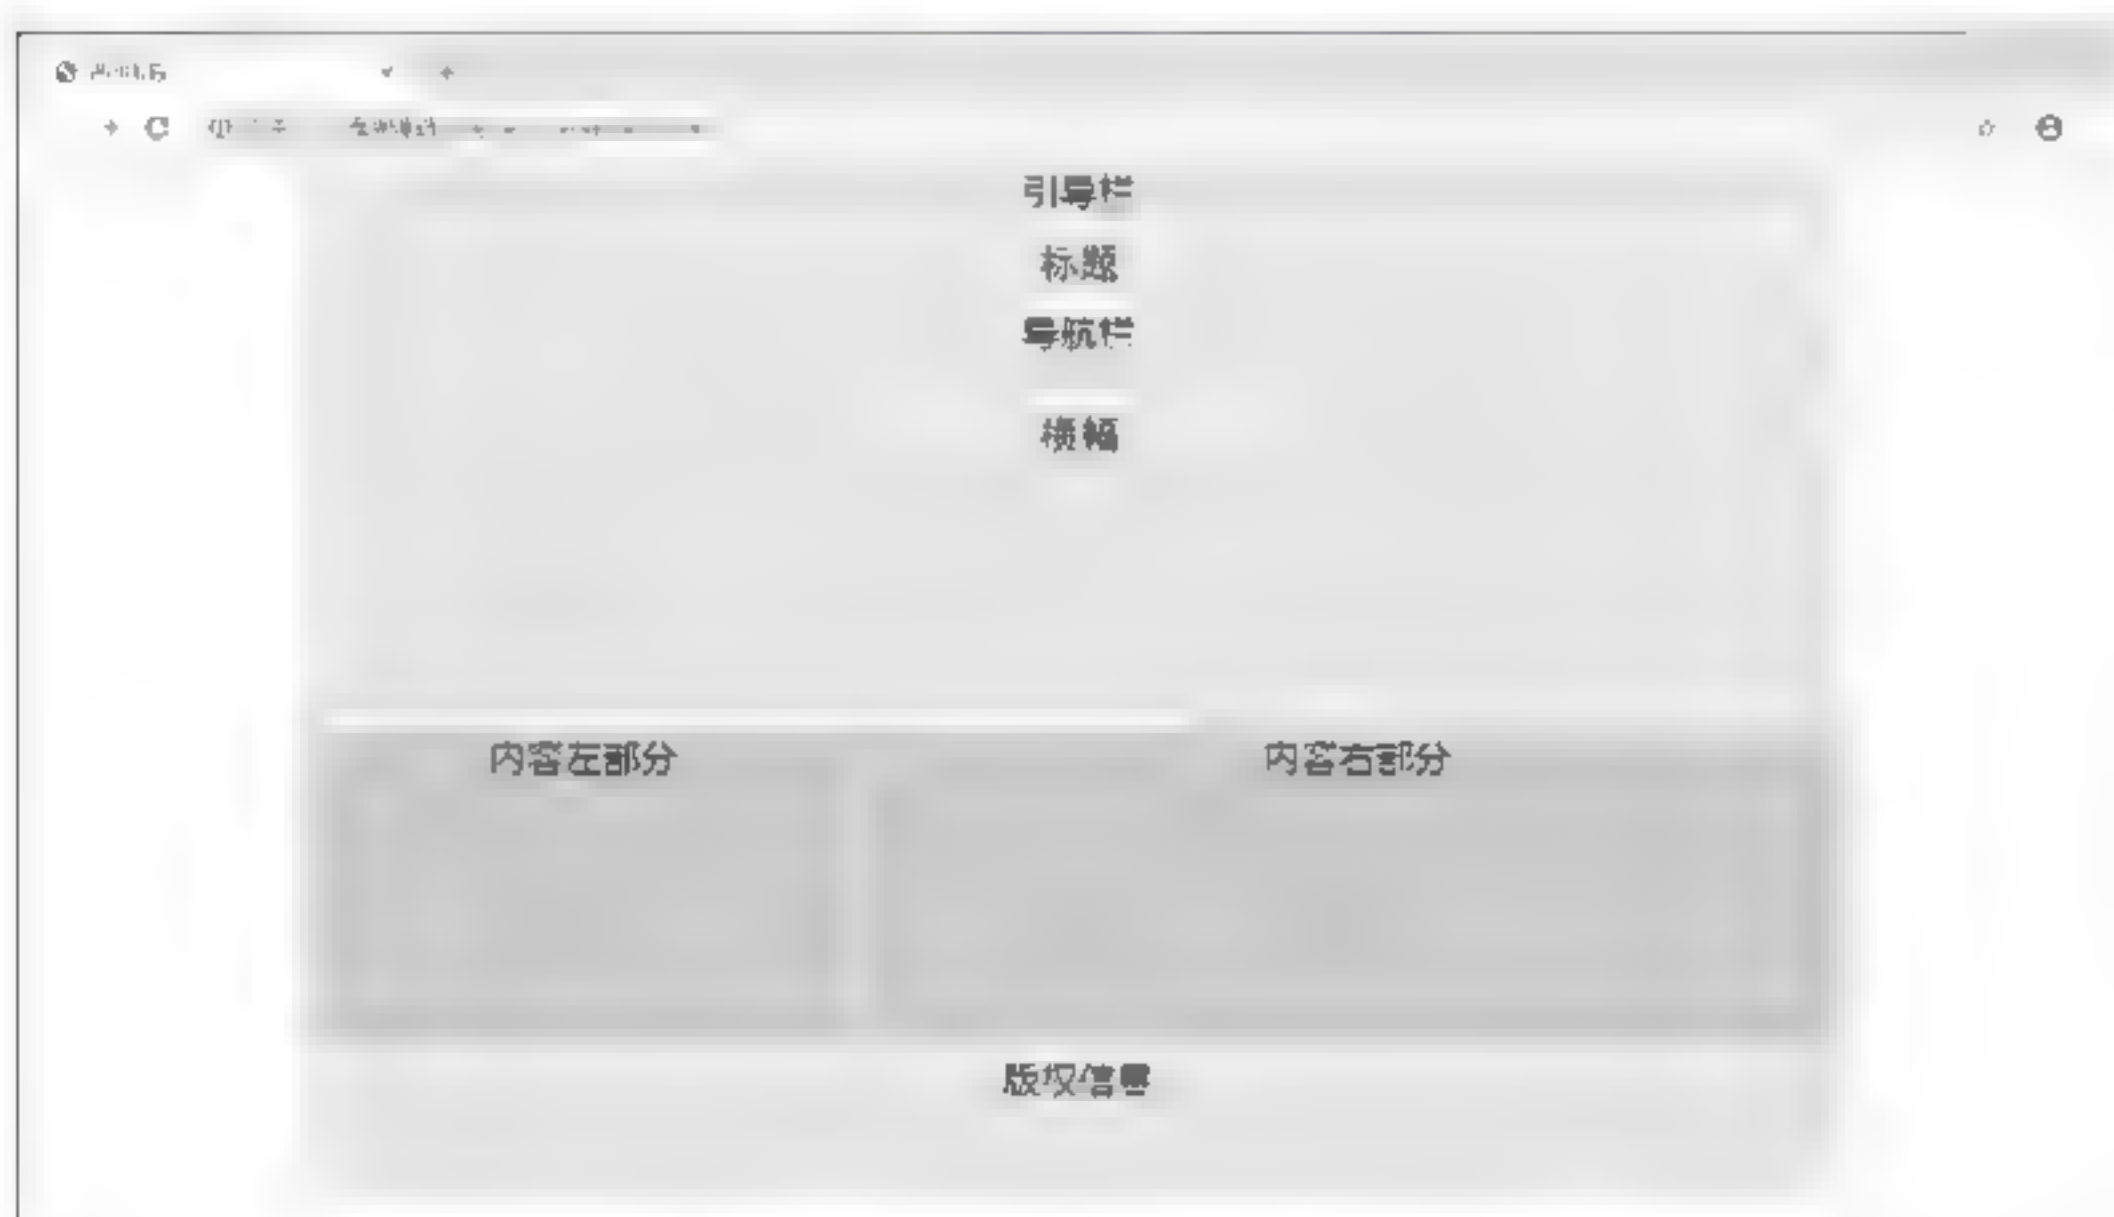 引导栏
标题
导航栏
横幅
内容左部分 内容右部分
版权信息